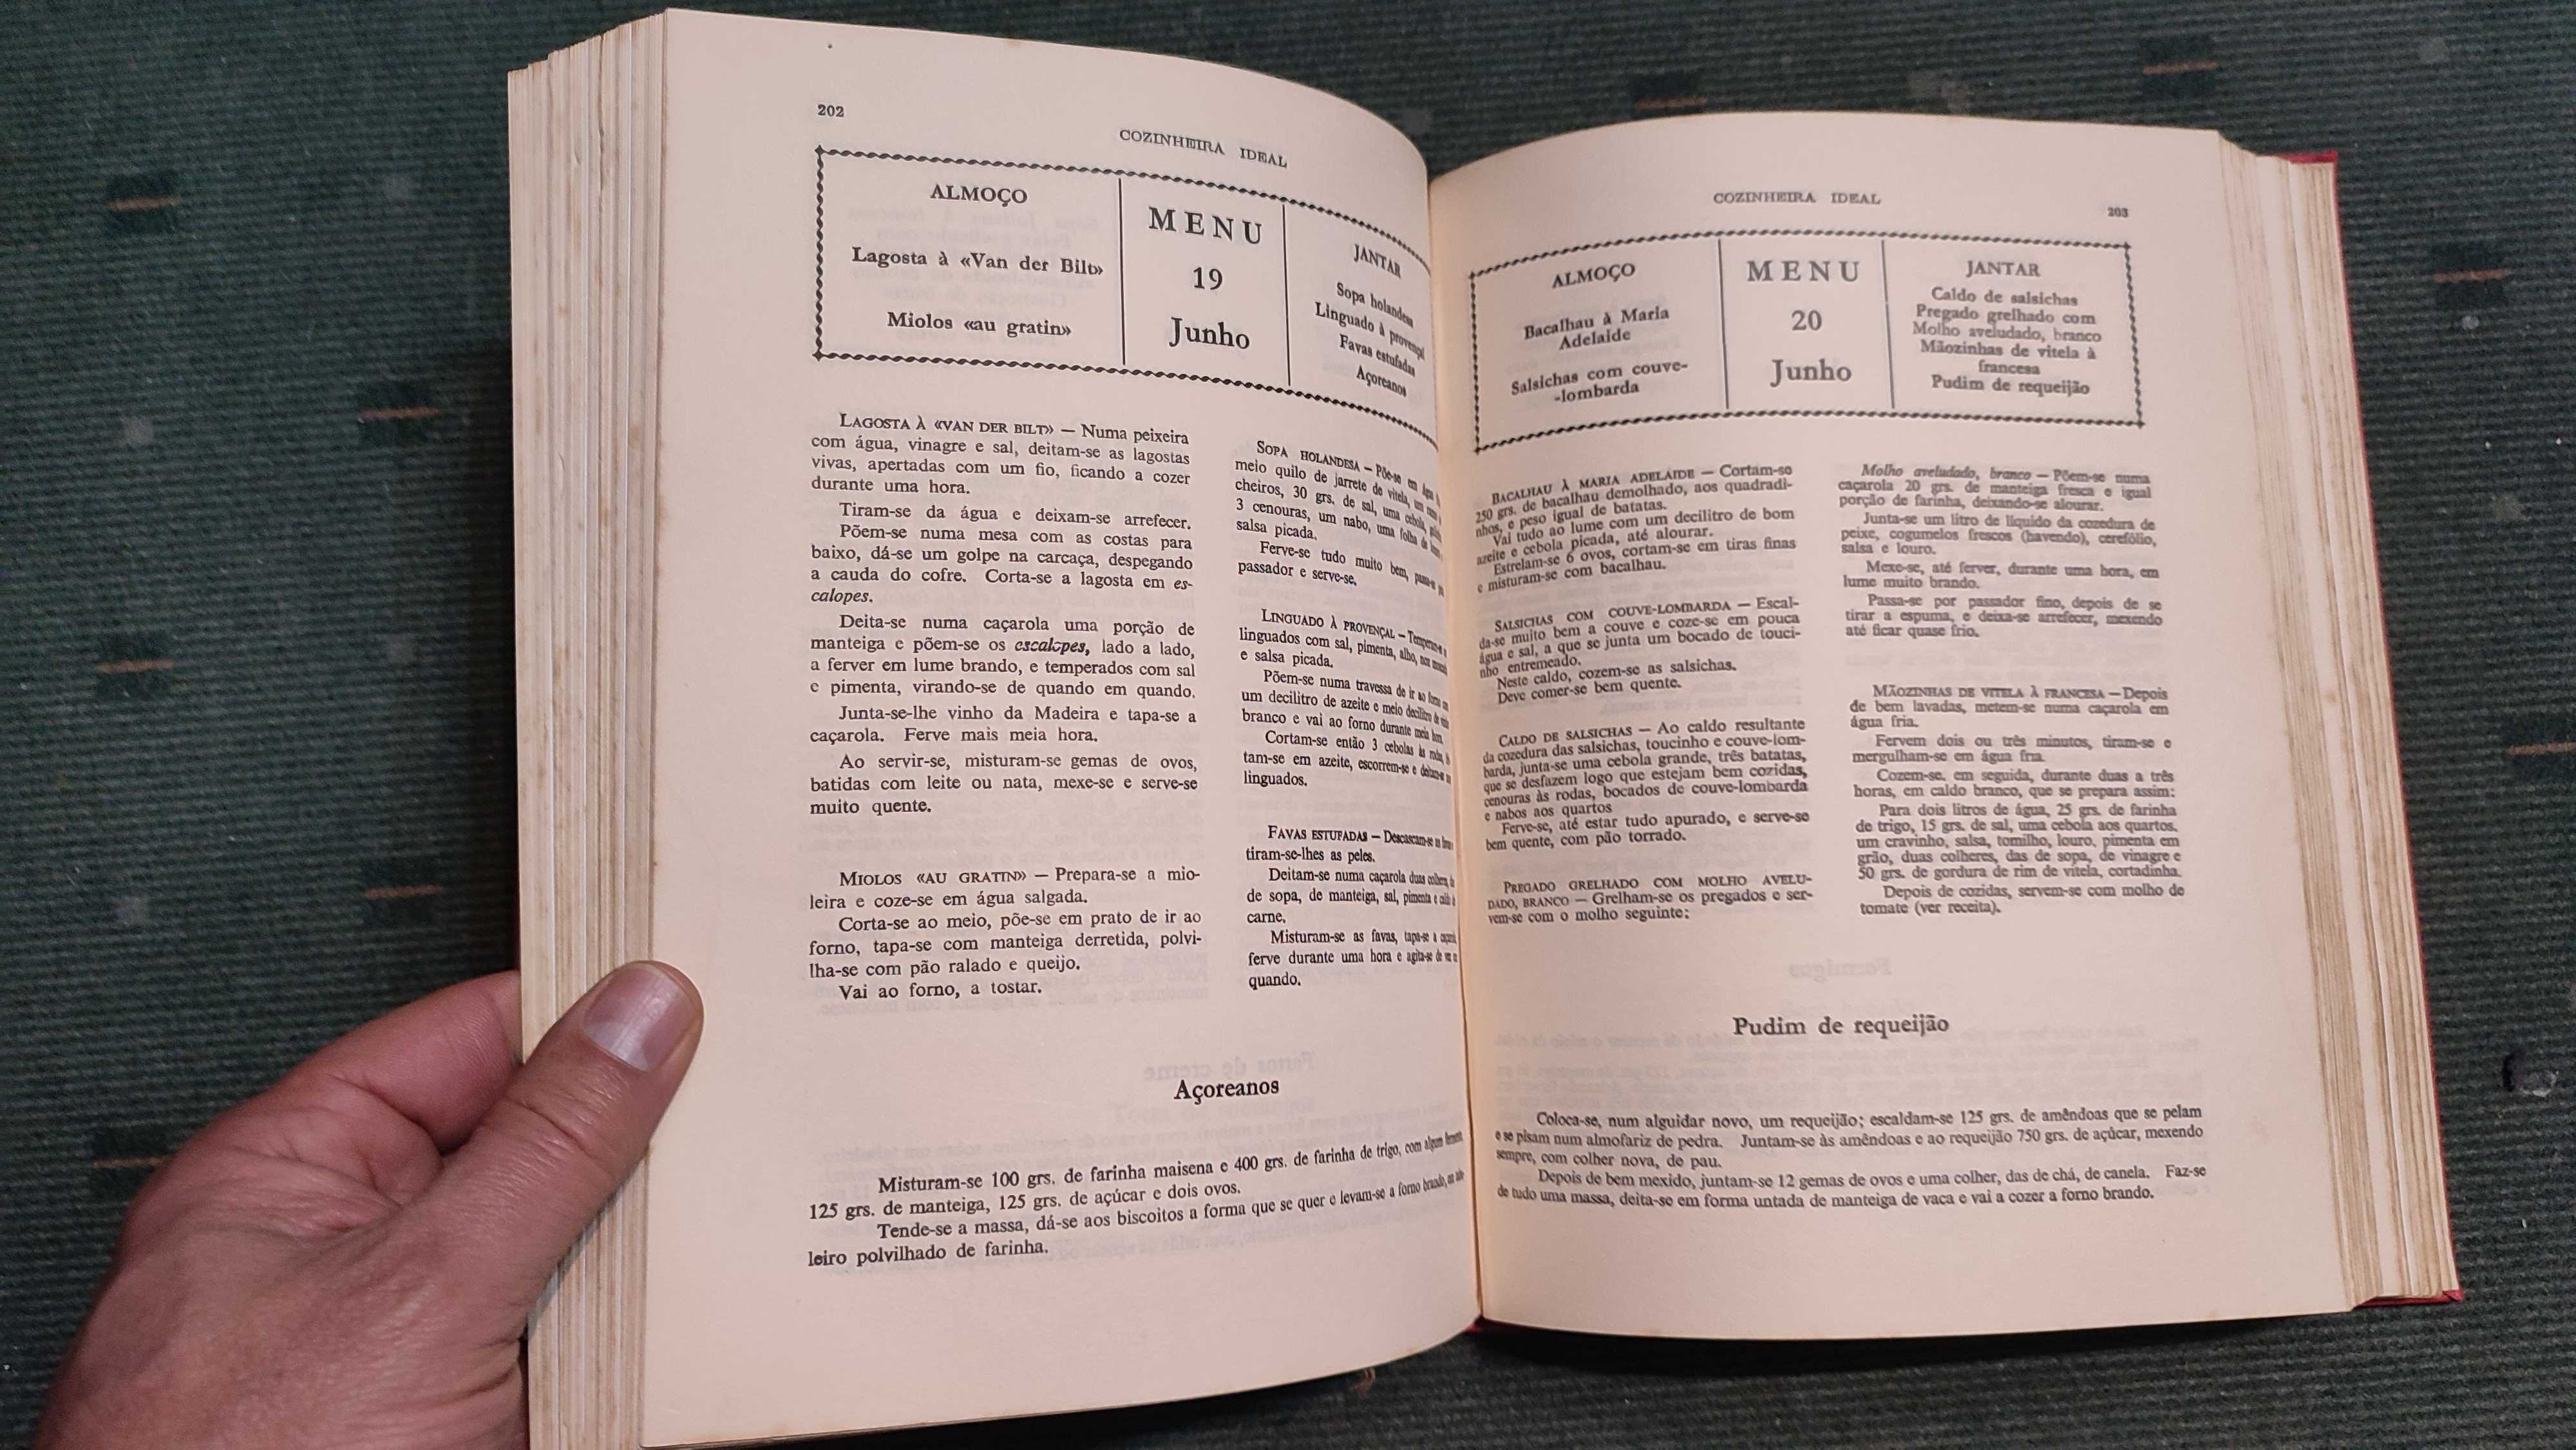 202
COZINHEIRA IDEAL
ALMOÇO
Lagosta à «Van der Bilt»
Miolos «au gratin»
MENU
19
Junho
JANTAR
Sopa holandesa
Linguado à provençal
Favas estufadas
Açoreanos
LAGOSTA À «VAN DER BILT» — Numa peixeira
com água, vinagre e sal, deitam-se as lagostas
vivas, apertadas com um fio, ficando a cozer
durante uma hora.
Tiram-se da água e deixam-se arrefecer.
Põem-se numa mesa com as costas para
baixo, dá-se um golpe na carcaça, despegando
a cauda do cofre. Corta-se a lagosta em es-
calopes.
Deita-se numa caçarola uma porção de
manteiga e põem-se os escalopes, lado a lado,
a ferver em lume brando, e temperados com sal
e pimenta, virando-se de quando em quando.
Junta-se-lhe vinho da Madeira e tapa-se a
caçarola. Ferve mais meia hora.
Ao servir-se, misturam-se gemas de ovos,
batidas com leite ou nata, mexe-se e serve-se
muito quente.
MIOLOS «AU GRATIN» — Prepara-se a mio-
leira e coze-se em água salgada.
Corta-se ao meio, põe-se em prato de ir ao
forno, tapa-se com manteiga derretida, polvi-
lha-se com pão ralado e queijo.
Vai ao forno, a tostar.
SOPA HOLANDESA — Põe-se em água
meio quilo de jarrete de vitela, um
cheiros, 30 grs. de sal, uma cebola,
3 cenouras, um nabo, uma folha de
salsa picada.
Ferve-se tudo muito bem, passa-se
passador e serve-se.
LINGUADO À PROVENÇAL — Temperam-se
linguados com sal, pimenta, alho, noz
e salsa picada.
Põem-se numa travessa de ir ao forno
um decilitro de azeite e meio decilitro de
branco e vai ao forno durante meia hora.
Cortam-se então 3 cebolas às rodas,
tam-se em azeite, escorrem-se e deitam-se
linguados.
FAVAS ESTUFADAS — Descascam-se as
tiram-se-lhes as peles.
Deitam-se numa caçarola duas colheres,
de sopa, de manteiga, sal, pimenta e caldo
carne.
Misturam-se as favas, tapa-se a
ferve durante uma hora e agita-se de vez
quando.
Açoreanos
Misturam-se 100 grs. de farinha maisena e 400 grs. de farinha de trigo, com algum
125 grs. de manteiga, 125 grs. de açúcar e dois ovos.
Tende-se a massa, dá-se aos biscoitos a forma que se quer e levam-se a forno brando,
leiro polvilhado de farinha.
COZINHEIRA IDEAL
203
ALMOÇO
Bacalhau à Maria
Adelaide
Salsichas com couve-
-lombarda
MENU
20
Junho
JANTAR
Caldo de salsichas
Pregado grelhado com
Molho aveludado, branco
Mãozinhas de vitela à
francesa
Pudim de requeijão
BACALHAU À MARIA ADELAIDE — Cortam-se
250 grs. de bacalhau demolhado, aos quadradi-
nhos, e peso igual de batatas.
Vai tudo ao lume com um decilitro de bom
azeite e cebola picada, até alourar.
Estrelam-se 6 ovos, cortam-se em tiras finas
e misturam-se com bacalhau.
SALSICHAS COM COUVE-LOMBARDA — Escal-
da-se muito bem a couve e coze-se em pouca
água e sal, a que se junta um bocado de touci-
nho entremeado.
Neste caldo, cozem-se as salsichas.
Deve comer-se bem quente.
CALDO DE SALSICHAS — Ao caldo resultante
da cozedura das salsichas, toucinho e couve-lom-
barda, junta-se uma cebola grande, três batatas,
que se desfazem logo que estejam bem cozidas,
cenouras às rodas, bocados de couve-lombarda
e nabos aos quartos
Ferve-se, até estar tudo apurado, e serve-se
bem quente, com pão torrado.
PREGADO GRELHADO COM MOLHO AVELU-
DADO, BRANCO — Grelham-se os pregados e ser-
vem-se com o molho seguinte:
Molho aveludado, branco — Põem-se numa
caçarola 20 grs. de manteiga fresca e igual
porção de farinha, deixando-se alourar.
Junta-se um litro de líquido da cozedura de
peixe, cogumelos frescos (havendo), cerefólio,
salsa e louro.
Mexe-se, até ferver, durante uma hora, em
lume muito brando.
Passa-se por passador fino, depois de se
tirar a espuma, e deixa-se arrefecer, mexendo
até ficar quase frio.
MÃOZINHAS DE VITELA À FRANCESA — Depois
de bem lavadas, metem-se numa caçarola em
água fria.
Fervem dois ou três minutos, tiram-se e
mergulham-se em água fria.
Cozem-se, em seguida, durante duas a três
horas, em caldo branco, que se prepara assim:
Para dois litros de água, 25 grs. de farinha
de trigo, 15 grs. de sal, uma cebola aos quartos,
um cravinho, salsa, tomilho, louro, pimenta em
grão, duas colheres, das de sopa, de vinagre e
50 grs. de gordura de rim de vitela, cortadinha.
Depois de cozidas, servem-se com molho de
tomate (ver receita).
Pudim de requeijão
Coloca-se, num alguidar novo, um requeijão; escaldam-se 125 grs. de amêndoas que se pelam
e se pisam num almofariz de pedra. Juntam-se às amêndoas e ao requeijão 750 grs. de açúcar, mexendo
sempre, com colher nova, de pau.
Depois de bem mexido, juntam-se 12 gemas de ovos e uma colher, das de chá, de canela. Faz-se
de tudo uma massa, deita-se em forma untada de manteiga de vaca e vai a cozer a forno brando.